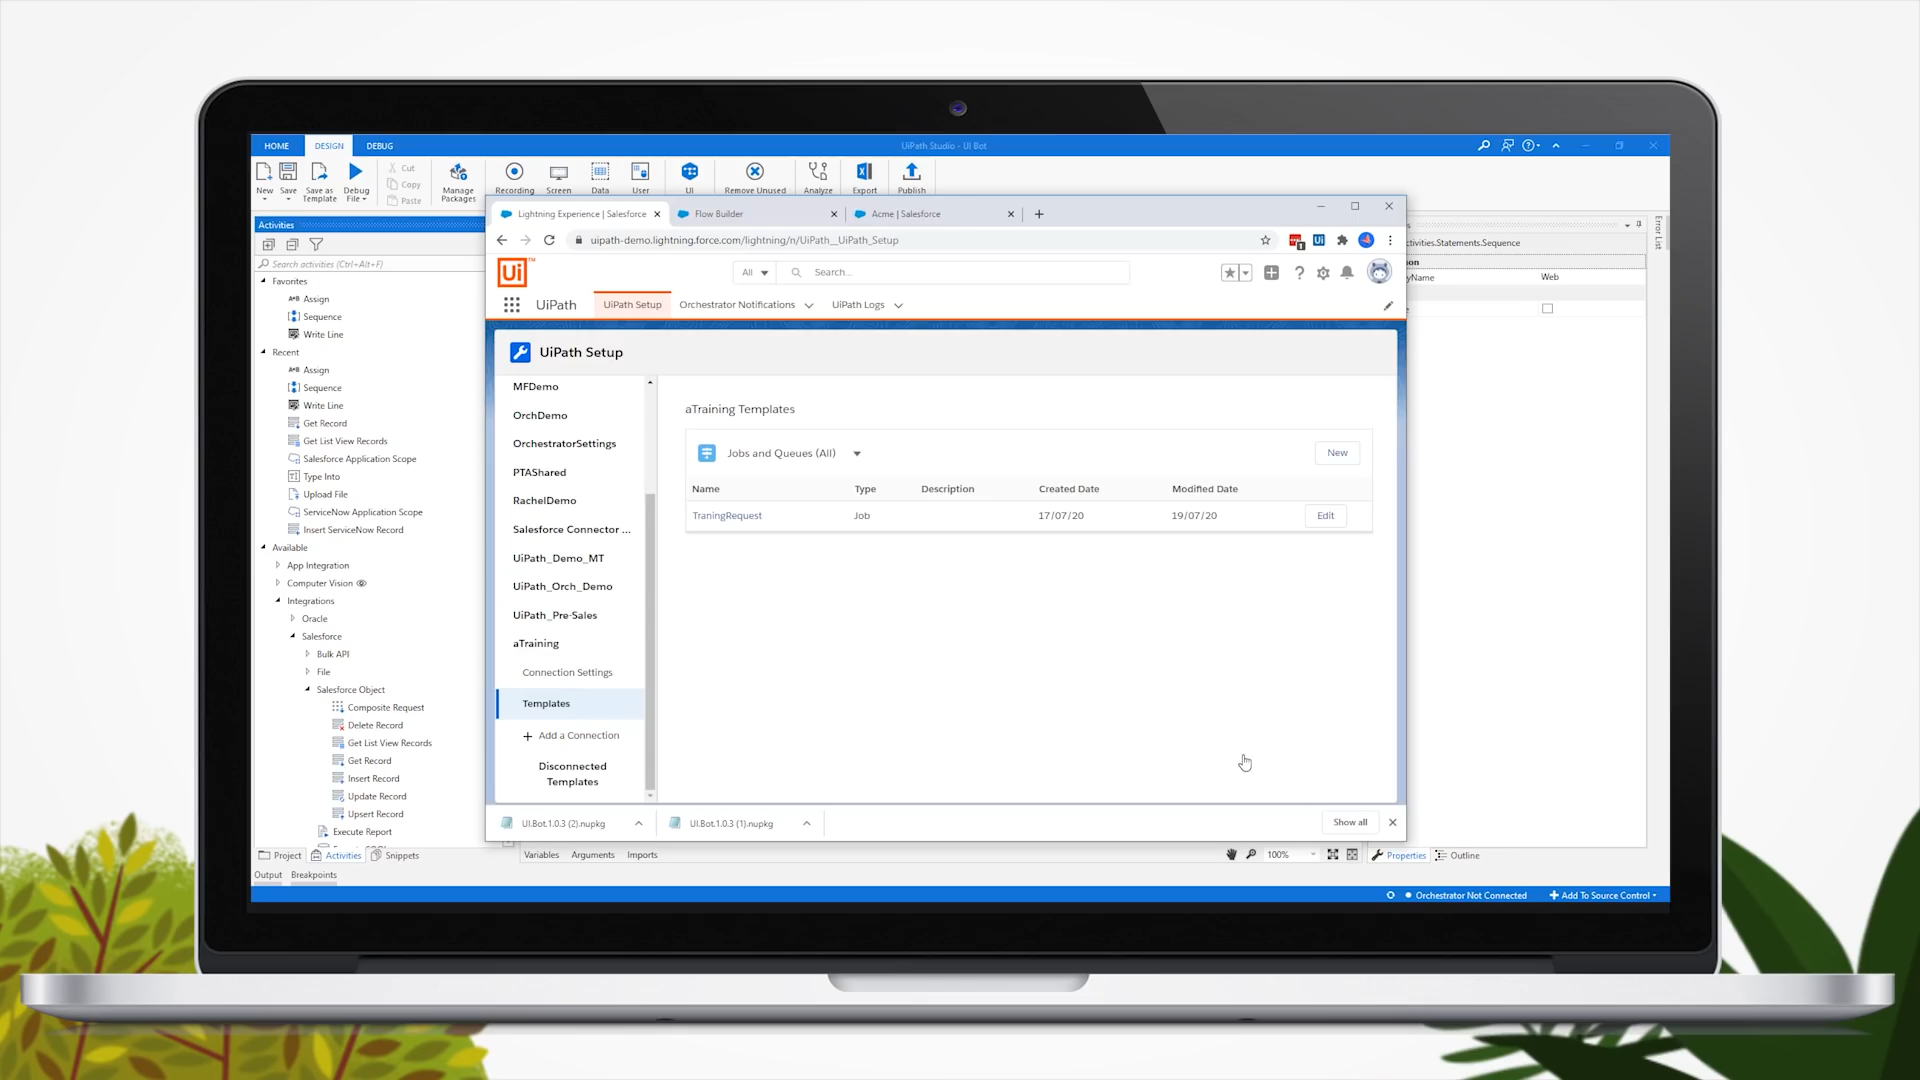 HOME DESIGN DEBUG
UiPath Studio - UI Bot
New Save Save as Template Debug File
Cut
Copy
Paste
Manage Packages
Recording Screen Data User UI Remove Unused Analyze Export Publish
Activities
Search activities (Ctrl+Alt+F)
Favorites
Assign
Sequence
Write Line
Recent
Assign
Sequence
Write Line
Get Record
Get List View Records
Salesforce Application Scope
Type Into
Upload File
ServiceNow Application Scope
Insert ServiceNow Record
Available
App Integration
Computer Vision
Integrations
Oracle
Salesforce
Bulk API
File
Salesforce Object
Composite Request
Delete Record
Get List View Records
Get Record
Insert Record
Update Record
Upsert Record
Execute Report
Project Activities Snippets
Output Breakpoints
Lightning Experience | Salesforce
Flow Builder
Acme | Salesforce
uipath-demo.lightning.force.com/lightning/n/UiPath__UiPath_Setup
Ui
All
Search...
UiPath
UiPath Setup
Orchestrator Notifications
UiPath Logs
UiPath Setup
MFDemo
OrchDemo
OrchestratorSettings
PTAShared
RachelDemo
Salesforce Connector ...
UiPath_Demo_MT
UiPath_Orch_Demo
UiPath_Pre-Sales
aTraining
Connection Settings
Templates
+ Add a Connection
Disconnected
Templates
aTraining Templates
Jobs and Queues (All)
New
Name Type Description Created Date Modified Date
TraningRequest Job 17/07/20 19/07/20 Edit
UI.Bot.1.0.3 (2).nupkg
UI.Bot.1.0.3 (1).nupkg
Show all
Variables Arguments Imports
100%
ctivities.Statements.Sequence
on
yName Web
Error List
Properties Outline
Orchestrator Not Connected
Add To Source Control